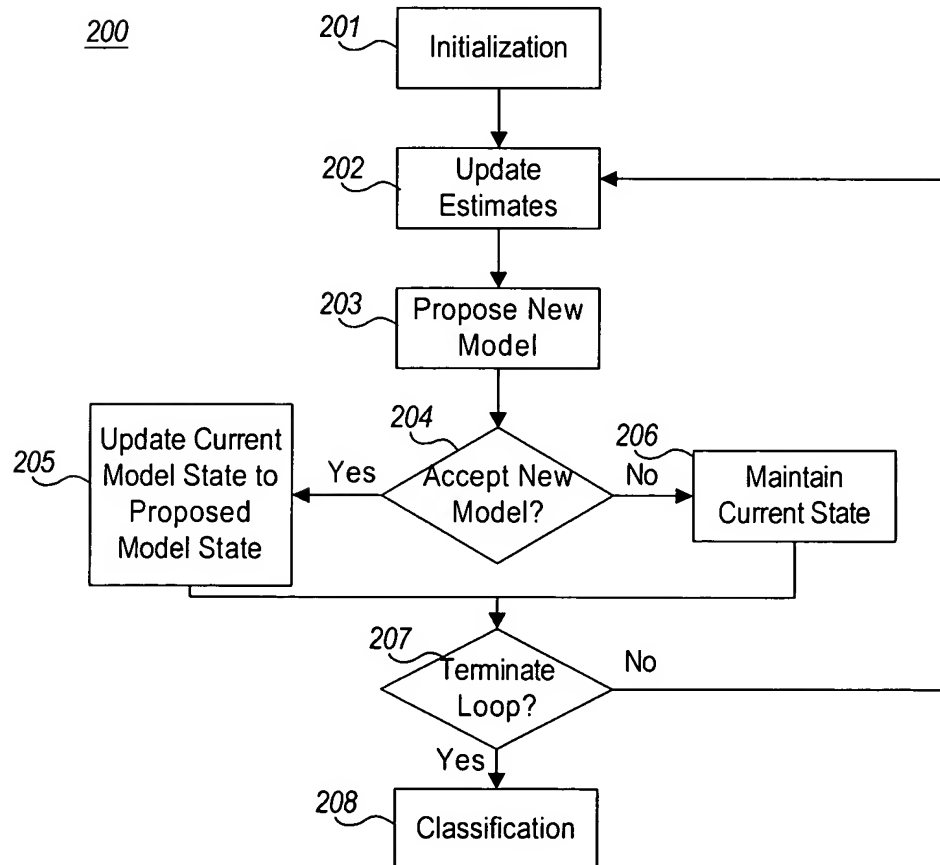 200
201
Initialization
202
Update
Estimates
203
Propose New
Model
204
Accept New
Model?
Yes
No
205
Update Current
Model State to
Proposed
Model State
206
Maintain
Current State
207
Terminate
Loop?
No
Yes
208
Classification